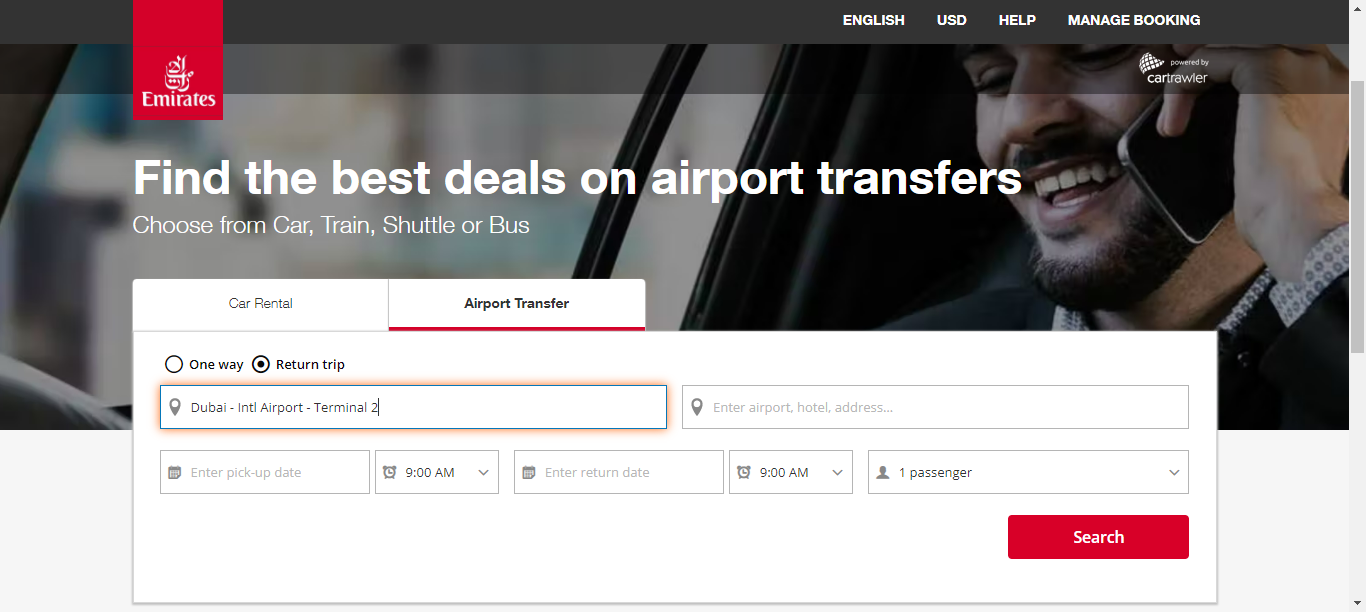 ENGLISH USD HELP MANAGE BOOKING
Emirates
powered by
cartrawler
Find the best deals on airport transfers
Choose from Car, Train, Shuttle or Bus
Car Rental Airport Transfer
One way Return trip
Dubai - Intl Airport - Terminal 2 Enter airport, hotel, address...
Enter pick-up date 9:00 AM Enter return date 9:00 AM 1 passenger
Search